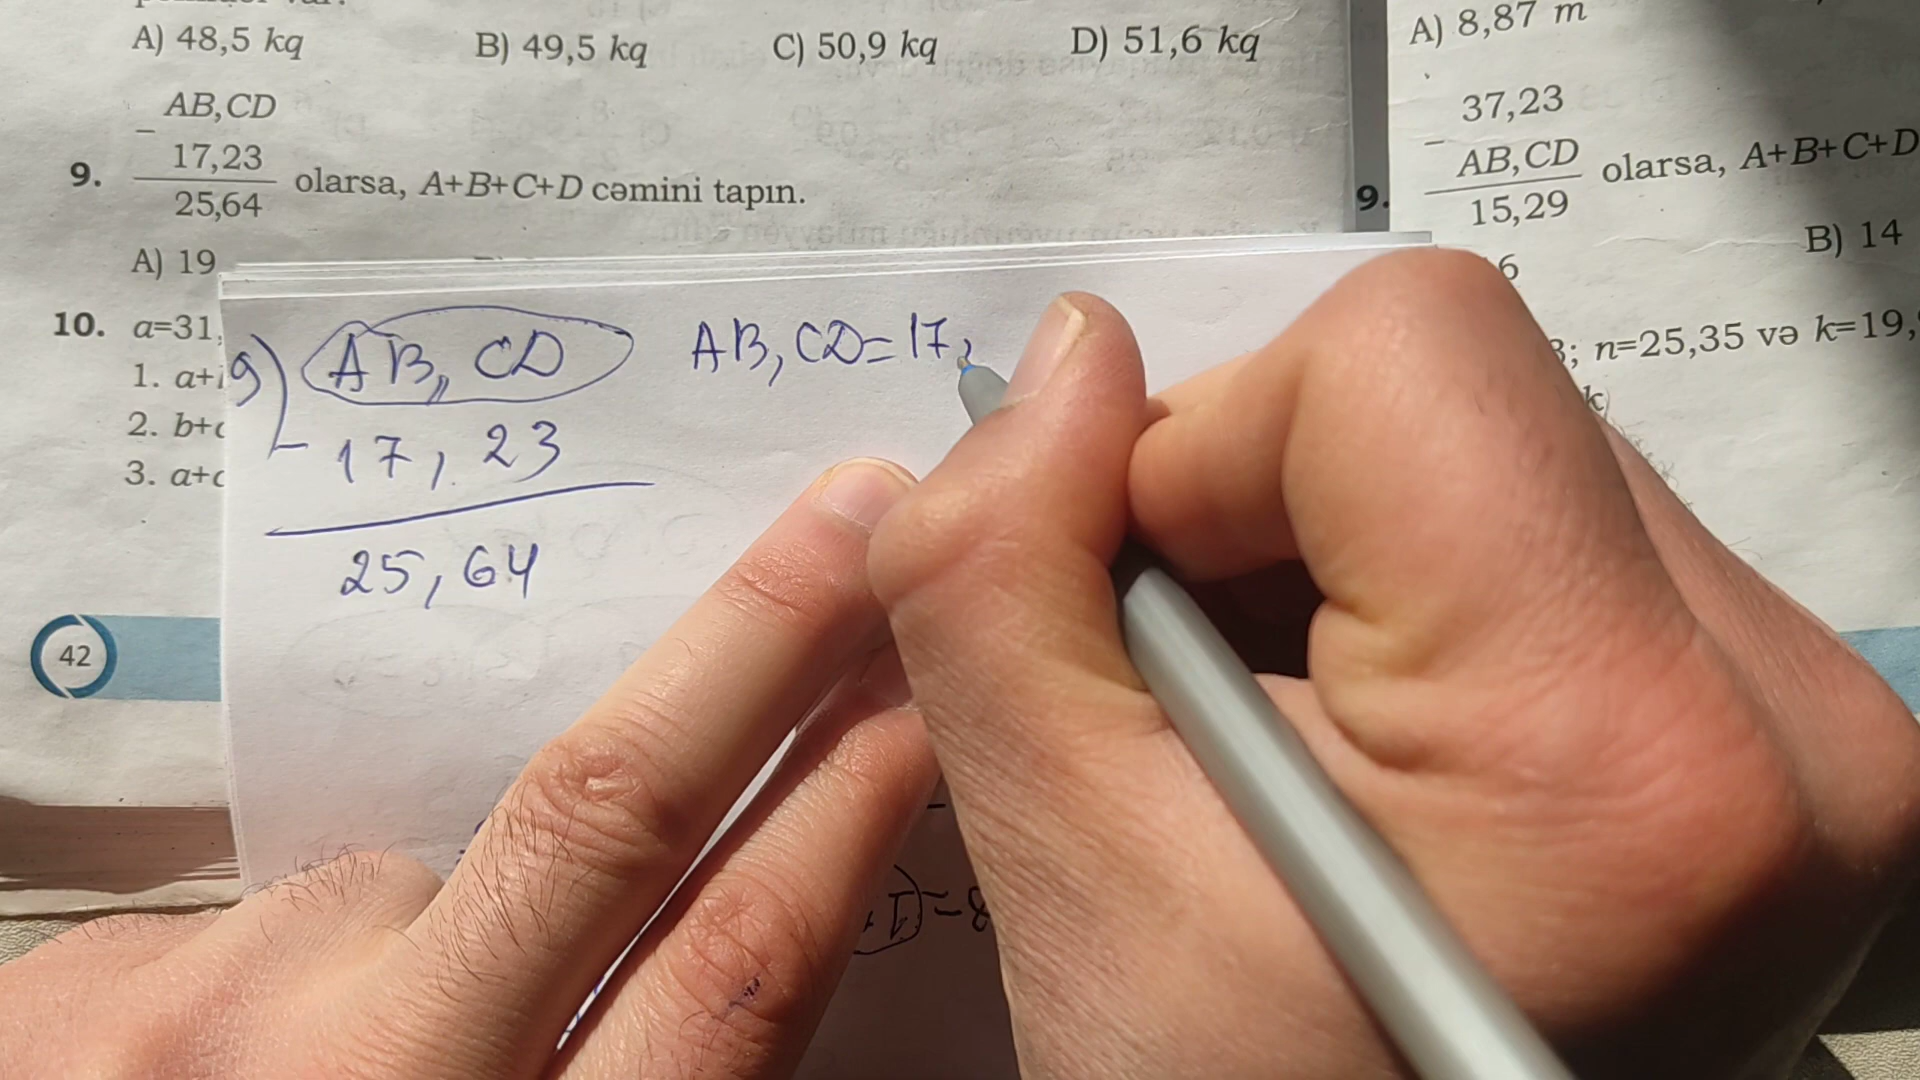 A) 48,5 kq B) 49,5 kq C) 50,9 kq D) 51,6 kq
AB,CD
–
17,23
9. olarsa, A+B+C+D cəmini tapın.
25,64
A) 19
10. a=31,
1. a+
2. b+
3. a+
42
9) AB, CD
–
17, 23
25, 64
AB, CD=17,
A) 8,87 m
37,23
–
AB,CD
9. olarsa, A+B+C+D
15,29
6 B) 14
; n=25,35 və k=19,
k
=8